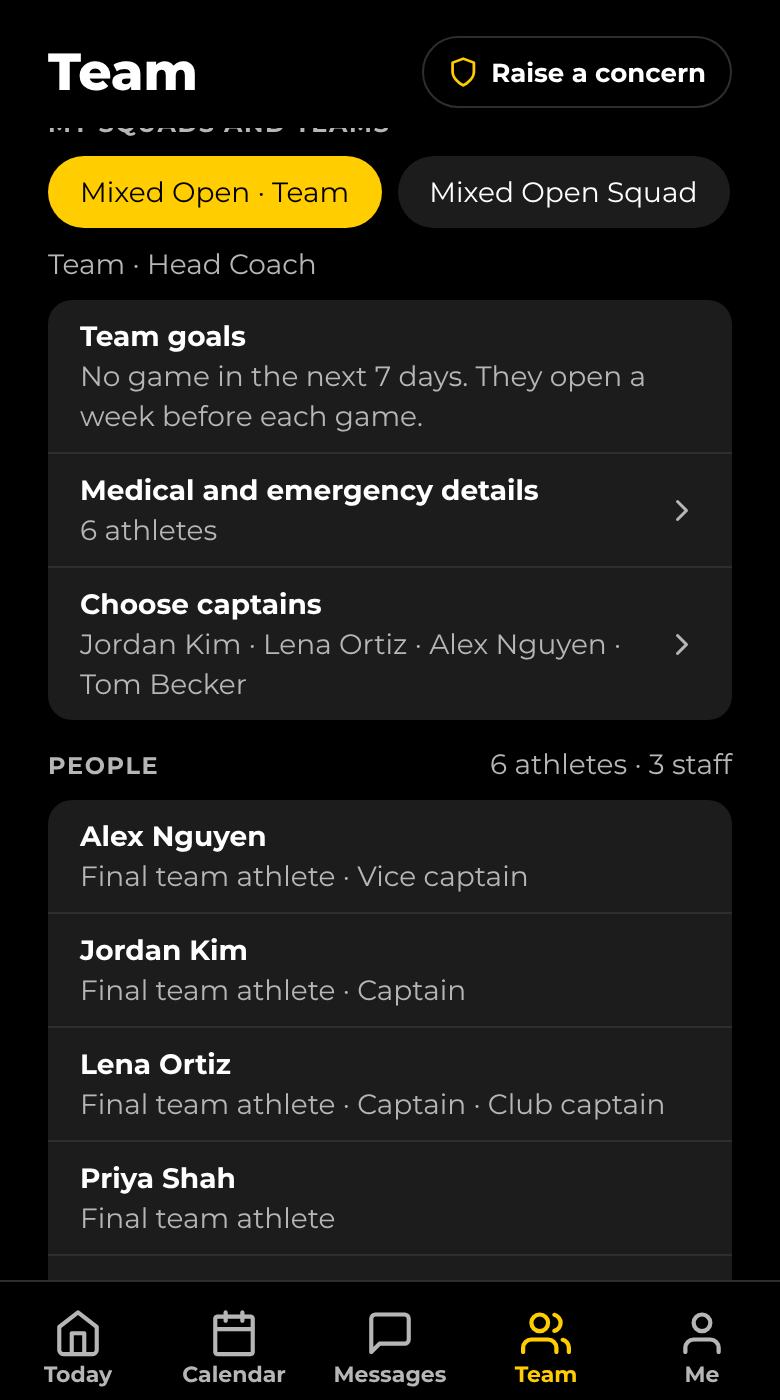 Team
Raise a concern
MY SQUADS AND TEAMS
Mixed Open · Team
Mixed Open Squad
Team · Head Coach
Team goals
No game in the next 7 days. They open a
week before each game.
Medical and emergency details
6 athletes
Choose captains
Jordan Kim · Lena Ortiz · Alex Nguyen ·
Tom Becker
PEOPLE
6 athletes · 3 staff
Alex Nguyen
Final team athlete · Vice captain
Jordan Kim
Final team athlete · Captain
Lena Ortiz
Final team athlete · Captain · Club captain
Priya Shah
Final team athlete
Today
Calendar
Messages
Team
Me